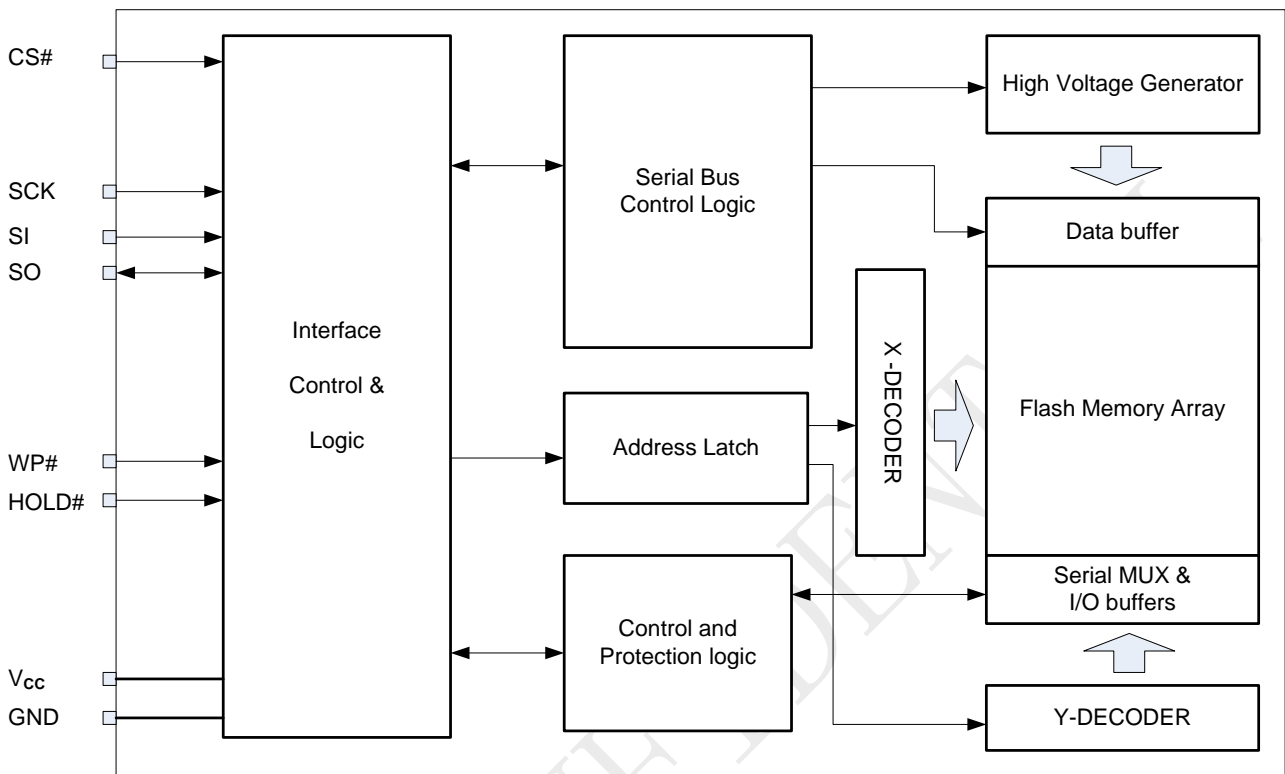 CS#
SCK
SI
SO
WP#
HOLD#
Vcc
GND
Interface
Control &
Logic
Serial Bus
Control Logic
Address Latch
Control and
Protection logic
X-DECODER
High Voltage Generator
Data buffer
Flash Memory Array
Serial MUX &
I/O buffers
Y-DECODER